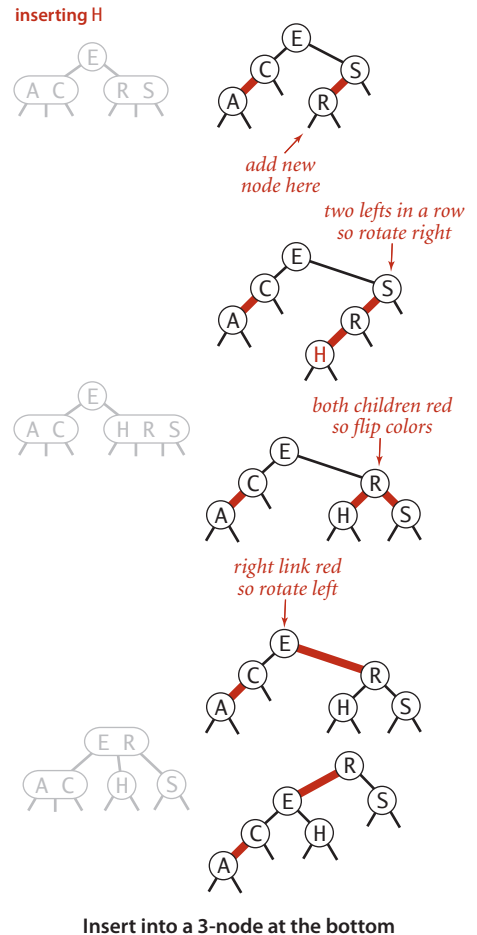 inserting H
E
A C R S
E
C S
A R
add new
node here
two lefts in a row
so rotate right
E
C S
A R
H
E
A C H R S
both children red
so flip colors
E
C R
A H S
right link red
so rotate left
E
C R
A H S
E R
A C H S
R
E S
C H
A
Insert into a 3-node at the bottom